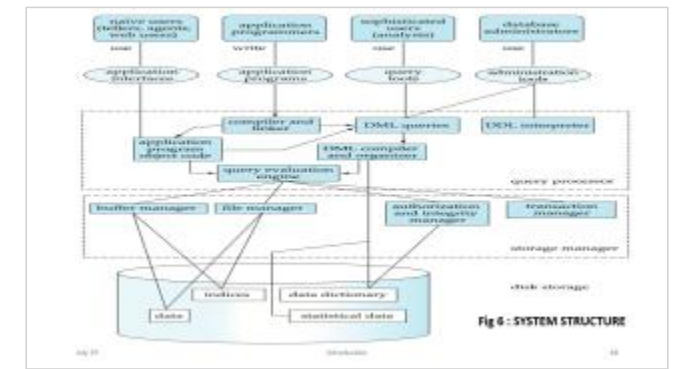 naive users
(tellers, agents,
web users)
application
programmers
sophisticated
users
(analysts)
database
administrators
use
write
use
use
application
interfaces
application
programs
query
tools
administration
tools
compiler and
linker
DML queries
DDL interpreter
application
program
object code
DML compiler
and organizer
query evaluation
engine
query processor
buffer manager
file manager
authorization
and integrity
manager
transaction
manager
storage manager
disk storage
indices
data dictionary
data
statistical data
Fig 6 : SYSTEM STRUCTURE
Introduction